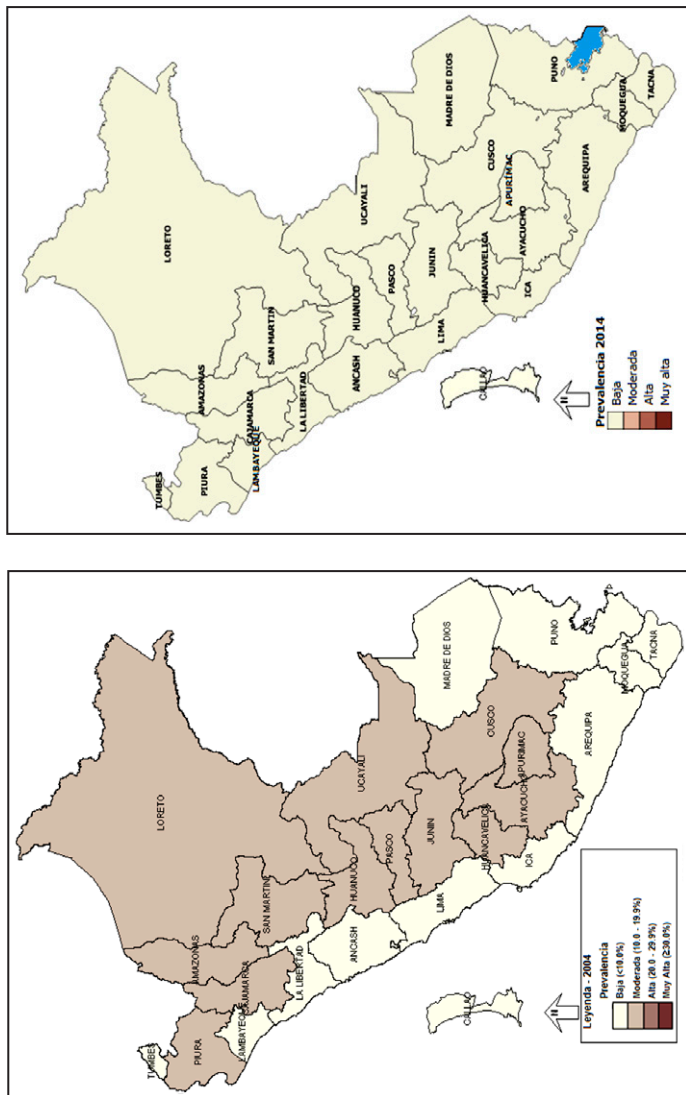 TUMBES
PIURA
LAMBAYEQUE
CAJAMARCA
AMAZONAS
LORETO
SAN MARTIN
LA LIBERTAD
ANCASH
HUANUCO
UCAYALI
PASCO
JUNIN
LIMA
CALLAO
HUANCAVELICA
ICA
AYACUCHO
APURIMAC
CUSCO
MADRE DE DIOS
AREQUIPA
PUNO
MOQUEGUA
TACNA
N
Prevalencia 2014
Baja
Moderada
Alta
Muy alta
TUMBES
PIURA
LAMBAYEQUE
CAJAMARCA
AMAZONAS
LORETO
SAN MARTIN
LA LIBERTAD
ANCASH
HUANUCO
UCAYALI
PASCO
JUNIN
LIMA
CALLAO
HUANCAVELICA
ICA
AYACUCHO
APURIMAC
CUSCO
MADRE DE DIOS
AREQUIPA
PUNO
MOQUEGUA
TACNA
N
Leyenda - 2004
Prevalencia
Baja (<10.0%)
Moderada (10.0 - 19.9%)
Alta (20.0 - 29.9%)
Muy Alta (≥30.0%)